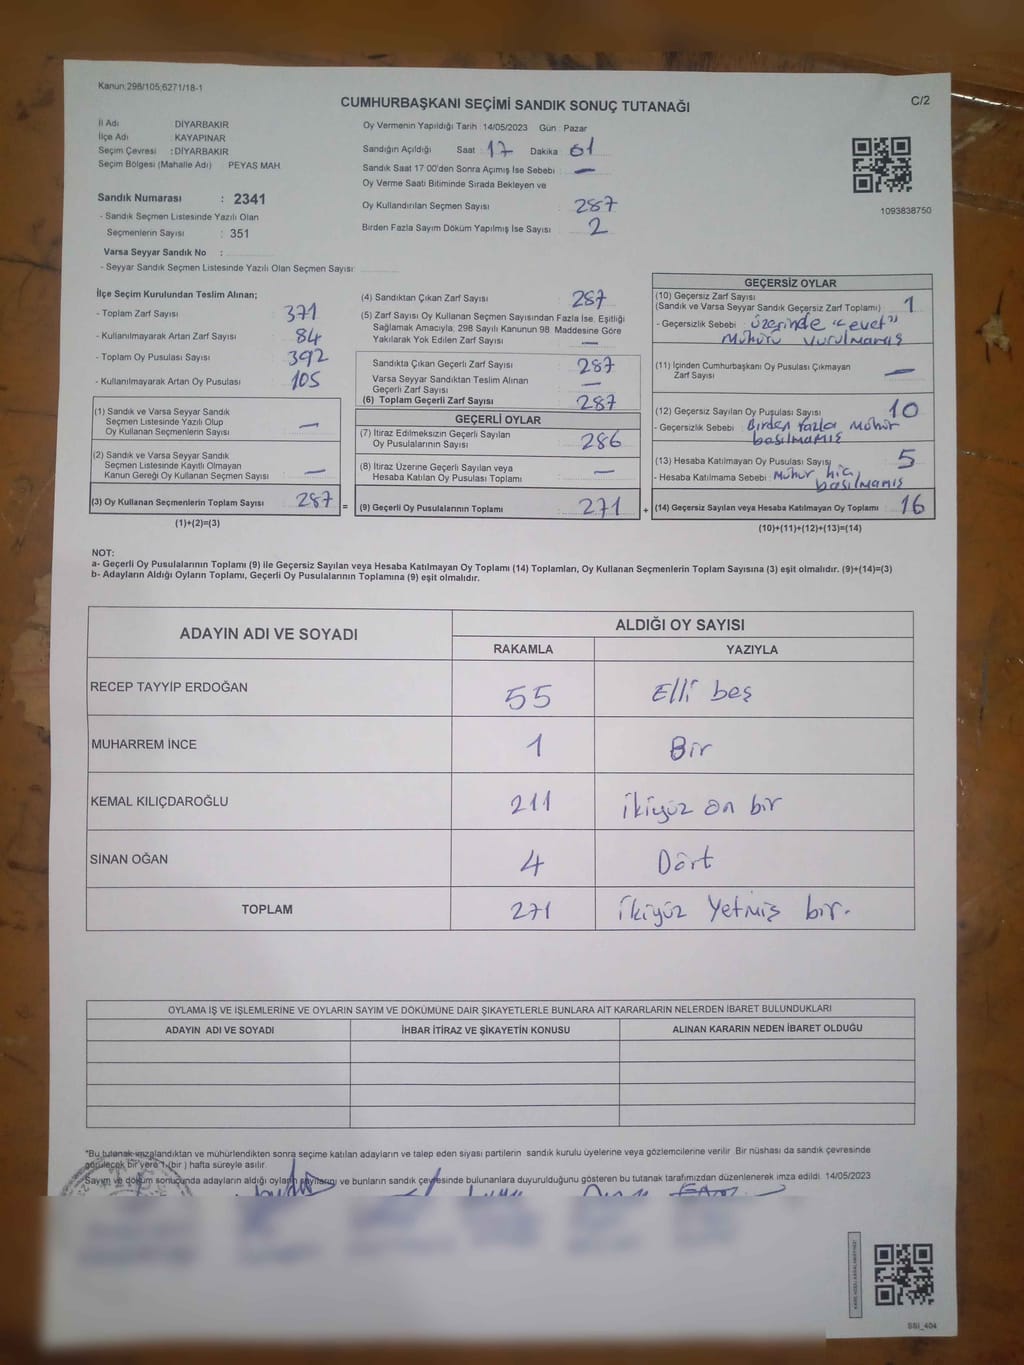 Kanun:298/105;6271/18-1
CUMHURBAŞKANI SEÇİMİ SANDIK SONUÇ TUTANAĞI
C/2
İl Adı DİYARBAKIR
İlçe Adı KAYAPINAR
Seçim Çevresi : DİYARBAKIR
Seçim Bölgesi (Mahalle Adı) PEYAS MAH
Sandık Numarası : 2341
- Sandık Seçmen Listesinde Yazılı Olan
Seçmenlerin Sayısı : 351
Varsa Seyyar Sandık No :
- Seyyar Sandık Seçmen Listesinde Yazılı Olan Seçmen Sayısı
Oy Vermenin Yapıldığı Tarih : 14/05/2023 Gün : Pazar
Sandığın Açıldığı Saat 17 Dakika 01
Sandık Saat 17 00'den Sonra Açımış İse Sebebi : —
Oy Verme Saati Bitiminde Sırada Bekleyen ve
Oy Kullandırılan Seçmen Sayısı 287
Birden Fazla Sayım Döküm Yapılmış İse Sayısı 2
1093838750
İlçe Seçim Kurulundan Teslim Alınan;
- Toplam Zarf Sayısı 371
- Kullanılmayarak Artan Zarf Sayısı 84
- Toplam Oy Pusulası Sayısı 392
- Kullanılmayarak Artan Oy Pusulası 105
(1) Sandık ve Varsa Seyyar Sandık
Seçmen Listesinde Yazılı Olup
Oy Kullanan Seçmenlerin Sayısı —
(2) Sandık ve Varsa Seyyar Sandık
Seçmen Listesinde Kayıtlı Olmayan
Kanun Gereği Oy Kullanan Seçmen Sayısı —
(3) Oy Kullanan Seçmenlerin Toplam Sayısı 287 =
(1)+(2)=(3)
(4) Sandıktan Çıkan Zarf Sayısı 287
(5) Zarf Sayısı Oy Kullanan Seçmen Sayısından Fazla İse, Eşitliği
Sağlamak Amacıyla, 298 Sayılı Kanunun 98. Maddesine Göre
Yakılarak Yok Edilen Zarf Sayısı —
Sandıkta Çıkan Geçerli Zarf Sayısı 287
Varsa Seyyar Sandıktan Teslim Alınan
Geçerli Zarf Sayısı —
(6) Toplam Geçerli Zarf Sayısı 287
GEÇERLİ OYLAR
(7) İtiraz Edilmeksizin Geçerli Sayılan
Oy Pusulalarının Sayısı 286
(8) İtiraz Üzerine Geçerli Sayılan veya
Hesaba Katılan Oy Pusulası Toplamı —
(9) Geçerli Oy Pusulalarının Toplamı 271 +
GEÇERSİZ OYLAR
(10) Geçersiz Zarf Sayısı
(Sandık ve Varsa Seyyar Sandık Geçersiz Zarf Toplamı) 1
- Geçersizlik Sebebi üzerinde "evet"
Mühürü vurulmamış
(11) İçinden Cumhurbaşkanı Oy Pusulası Çıkmayan
Zarf Sayısı —
(12) Geçersiz Sayılan Oy Pusulası Sayısı 10
- Geçersizlik Sebebi : Birden fazla mühür
basılmamış
(13) Hesaba Katılmayan Oy Pusulası Sayısı 5
- Hesaba Katılmama Sebebi : Mühür hiç
basılmamış
(14) Geçersiz Sayılan veya Hesaba Katılmayan Oy Toplamı 16
(10)+(11)+(12)+(13)=(14)
NOT:
a- Geçerli Oy Pusulalarının Toplamı (9) ile Geçersiz Sayılan veya Hesaba Katılmayan Oy Toplamı (14) Toplamları, Oy Kullanan Seçmenlerin Toplam Sayısına (3) eşit olmalıdır. (9)+(14)=(3)
b- Adayların Aldığı Oyların Toplamı, Geçerli Oy Pusulalarının Toplamına (9) eşit olmalıdır.
ADAYIN ADI VE SOYADI ALDIĞI OY SAYISI
RAKAMLA YAZIYLA
RECEP TAYYİP ERDOĞAN 55 Elli beş
MUHARREM İNCE 1 Bir
KEMAL KILIÇDAROĞLU 211 ikiyüz on bir
SİNAN OĞAN 4 Dört
TOPLAM 271 ikiyüz Yetmiş bir.
OYLAMA İŞ VE İŞLEMLERİNE VE OYLARIN SAYIM VE DÖKÜMÜNE DAİR ŞİKAYETLERLE BUNLARA AİT KARARLARIN NELERDEN İBARET BULUNDUKLARI
ADAYIN ADI VE SOYADI İHBAR İTİRAZ VE ŞİKAYETİN KONUSU ALINAN KARARIN NEDEN İBARET OLDUĞU
*Bu tutanak imzalandıktan ve mühürlendikten sonra seçime katılan adayların ve talep eden siyasi partilerin sandık kurulu üyelerine veya gözlemcilerine verilir. Bir nüshası da sandık çevresinde
görülecek bir yere 1 (bir) hafta süreyle asılır.
Sayım ve döküm sonucunda adayların aldığı oyların sayılarını ve bunların sandık çevresinde bulunanlara duyurulduğunu gösteren bu tutanak tarafımızdan düzenlenerek imza edildi. 14/05/2023
SSI_404